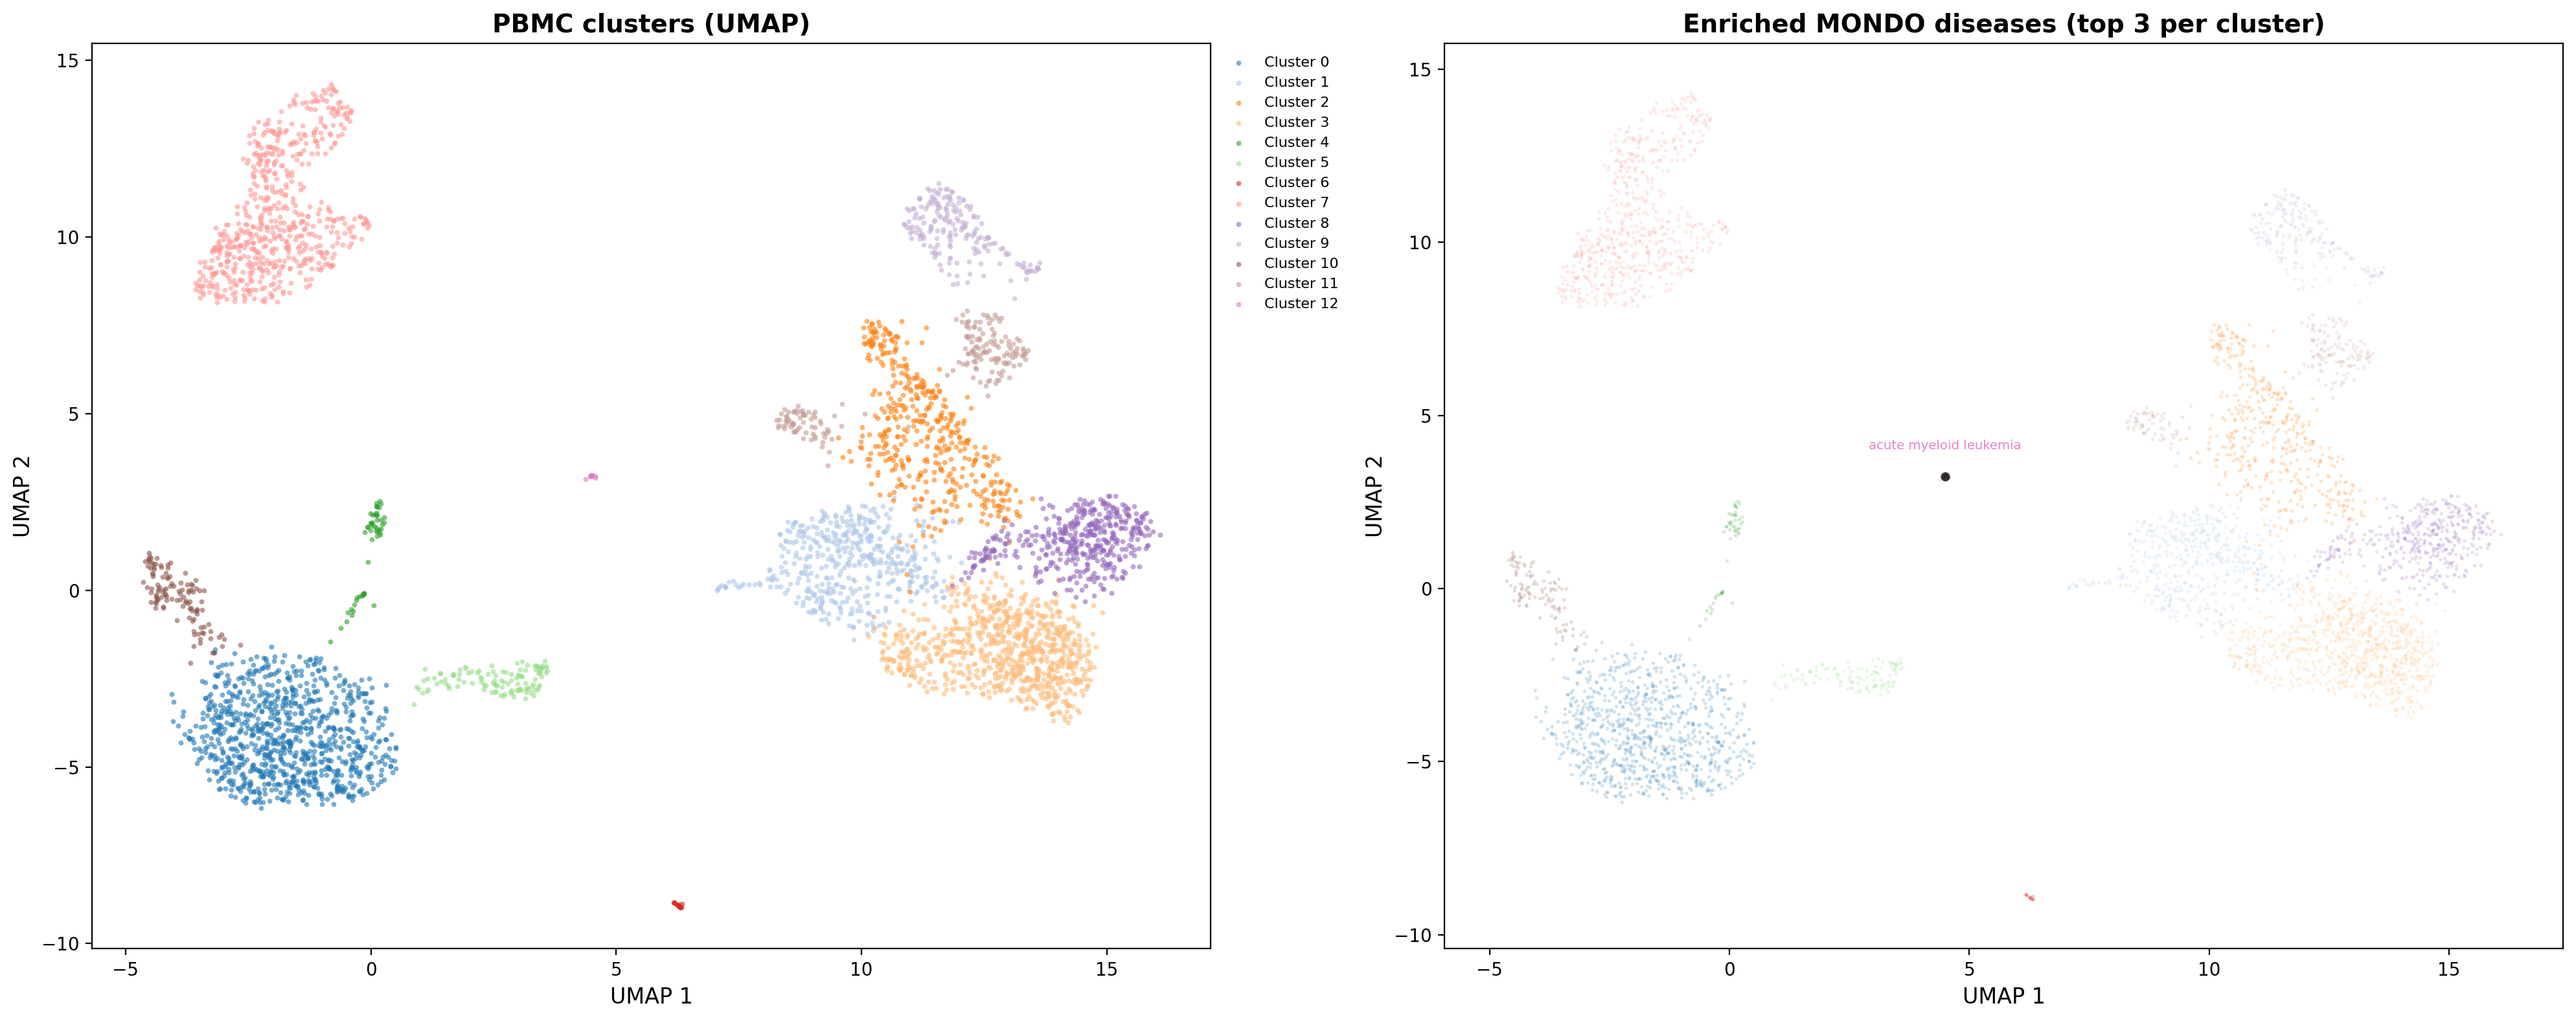 PBMC clusters (UMAP)
15
10
5
0
−5
−10
−5
0
5
10
15
UMAP 1
UMAP 2
Cluster 0
Cluster 1
Cluster 2
Cluster 3
Cluster 4
Cluster 5
Cluster 6
Cluster 7
Cluster 8
Cluster 9
Cluster 10
Cluster 11
Cluster 12
Enriched MONDO diseases (top 3 per cluster)
15
10
5
0
−5
−10
acute myeloid leukemia
−5
0
5
10
15
UMAP 1
UMAP 2